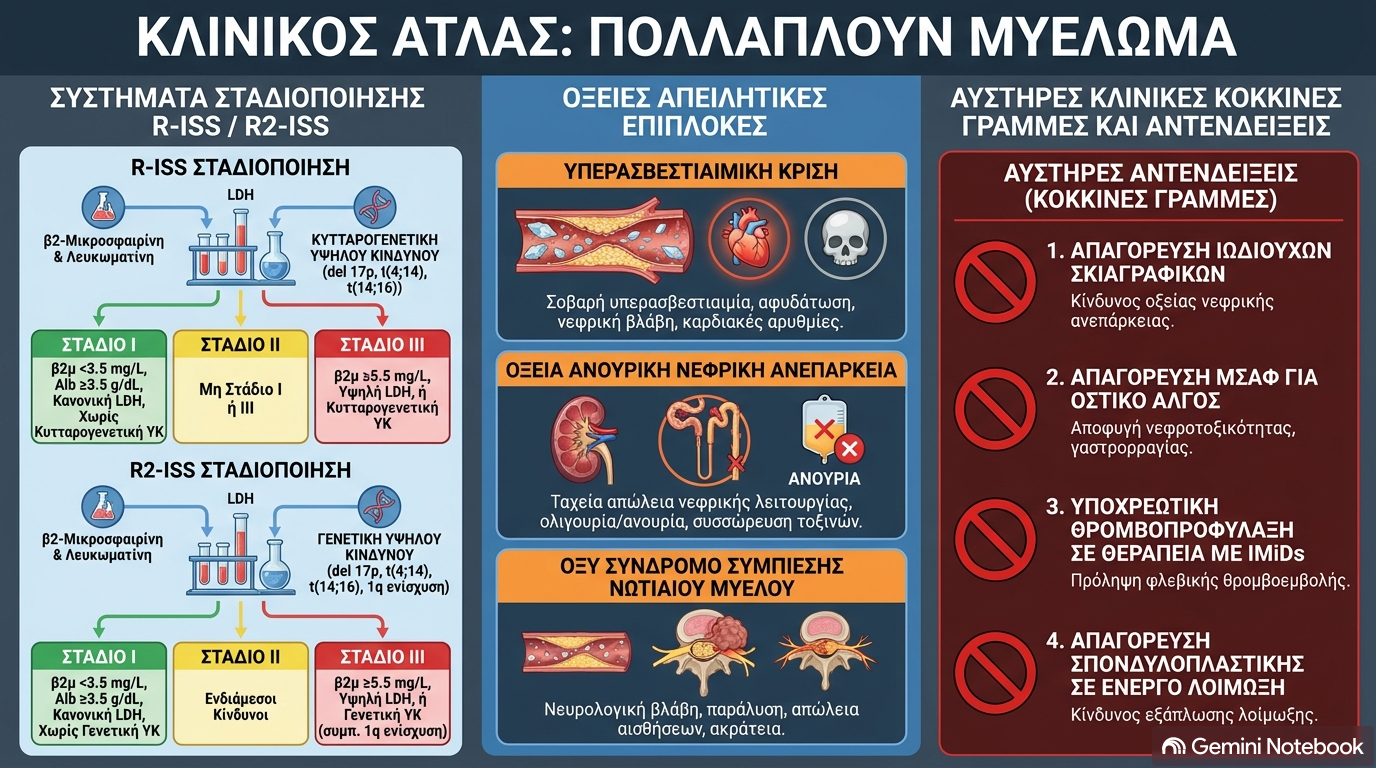 ΚΛΙΝΙΚΟΣ ΑΤΛΑΣ: ΠΟΛΛΑΠΛΟΥΝ ΜΥΕΛΩΜΑ
ΣΥΣΤΗΜΑΤΑ ΣΤΑΔΙΟΠΟΙΗΣΗΣ
R-ISS / R2-ISS
R-ISS ΣΤΑΔΙΟΠΟΙΗΣΗ
LDH
β2-Μικροσφαιρίνη
& Λευκωματίνη
ΚΥΤΤΑΡΟΓΕΝΕΤΙΚΗ
ΥΨΗΛΟΥ ΚΙΝΔΥΝΟΥ
(del 17p, t(4;14),
t(14;16))
ΣΤΑΔΙΟ I
β2μ <3.5 mg/L,
Alb ≥3.5 g/dL,
Κανονική LDH,
Χωρίς
Κυτταρογενετική ΥΚ
ΣΤΑΔΙΟ II
Μη Στάδιο I
ή III
ΣΤΑΔΙΟ III
β2μ ≥5.5 mg/L,
Υψηλή LDH, ή
Κυτταρογενετική
ΥΚ
R2-ISS ΣΤΑΔΙΟΠΟΙΗΣΗ
LDH
β2-Μικροσφαιρίνη
& Λευκωματίνη
ΓΕΝΕΤΙΚΗ ΥΨΗΛΟΥ
ΚΙΝΔΥΝΟΥ
(del 17p, t(4;14),
t(14;16), 1q ενίσχυση)
ΣΤΑΔΙΟ I
β2μ <3.5 mg/L,
Alb ≥3.5 g/dL,
Κανονική LDH,
Χωρίς Γενετική ΥΚ
ΣΤΑΔΙΟ II
Ενδιάμεσοι
Κίνδυνοι
ΣΤΑΔΙΟ III
β2μ ≥5.5 mg/L,
Υψηλή LDH, ή
Γενετική ΥΚ
(συμπ. 1q ενίσχυση)
ΟΞΕΙΕΣ ΑΠΕΙΛΗΤΙΚΕΣ
ΕΠΙΠΛΟΚΕΣ
ΥΠΕΡΑΣΒΕΣΤΙΑΙΜΙΚΗ ΚΡΙΣΗ
Σοβαρή υπερασβεστιαιμία, αφυδάτωση,
νεφρική βλάβη, καρδιακές αρυθμίες.
ΟΞΕΙΑ ΑΝΟΥΡΙΚΗ ΝΕΦΡΙΚΗ ΑΝΕΠΑΡΚΕΙΑ
ΑΝΟΥΡΙΑ
Ταχεία απώλεια νεφρικής λειτουργίας,
ολιγουρία/ανουρία, συσσώρευση τοξινών.
ΟΞΥ ΣΥΝΔΡΟΜΟ ΣΥΜΠΙΕΣΗΣ
ΝΩΤΙΑΙΟΥ ΜΥΕΛΟΥ
Νευρολογική βλάβη, παράλυση, απώλεια
αισθήσεων, ακράτεια.
ΑΥΣΤΗΡΕΣ ΚΛΙΝΙΚΕΣ ΚΟΚΚΙΝΕΣ
ΓΡΑΜΜΕΣ ΚΑΙ ΑΝΤΕΝΔΕΙΞΕΙΣ
ΑΥΣΤΗΡΕΣ ΑΝΤΕΝΔΕΙΞΕΙΣ
(ΚΟΚΚΙΝΕΣ ΓΡΑΜΜΕΣ)
1. ΑΠΑΓΟΡΕΥΣΗ ΙΩΔΙΟΥΧΩΝ
ΣΚΙΑΓΡΑΦΙΚΩΝ
Κίνδυνος οξείας νεφρικής
ανεπάρκειας.
2. ΑΠΑΓΟΡΕΥΣΗ ΜΣΑΦ ΓΙΑ
ΟΣΤΙΚΟ ΑΛΓΟΣ
Αποφυγή νεφροτοξικότητας,
γαστρορραγίας.
3. ΥΠΟΧΡΕΩΤΙΚΗ
ΘΡΟΜΒΟΠΡΟΦΥΛΑΞΗ
ΣΕ ΘΕΡΑΠΕΙΑ ΜΕ IMiDs
Πρόληψη φλεβικής θρομβοεμβολής.
4. ΑΠΑΓΟΡΕΥΣΗ
ΣΠΟΝΔΥΛΟΠΛΑΣΤΙΚΗΣ
ΣΕ ΕΝΕΡΓΟ ΛΟΙΜΩΞΗ
Κίνδυνος εξάπλωσης λοίμωξης.
Gemini Notebook